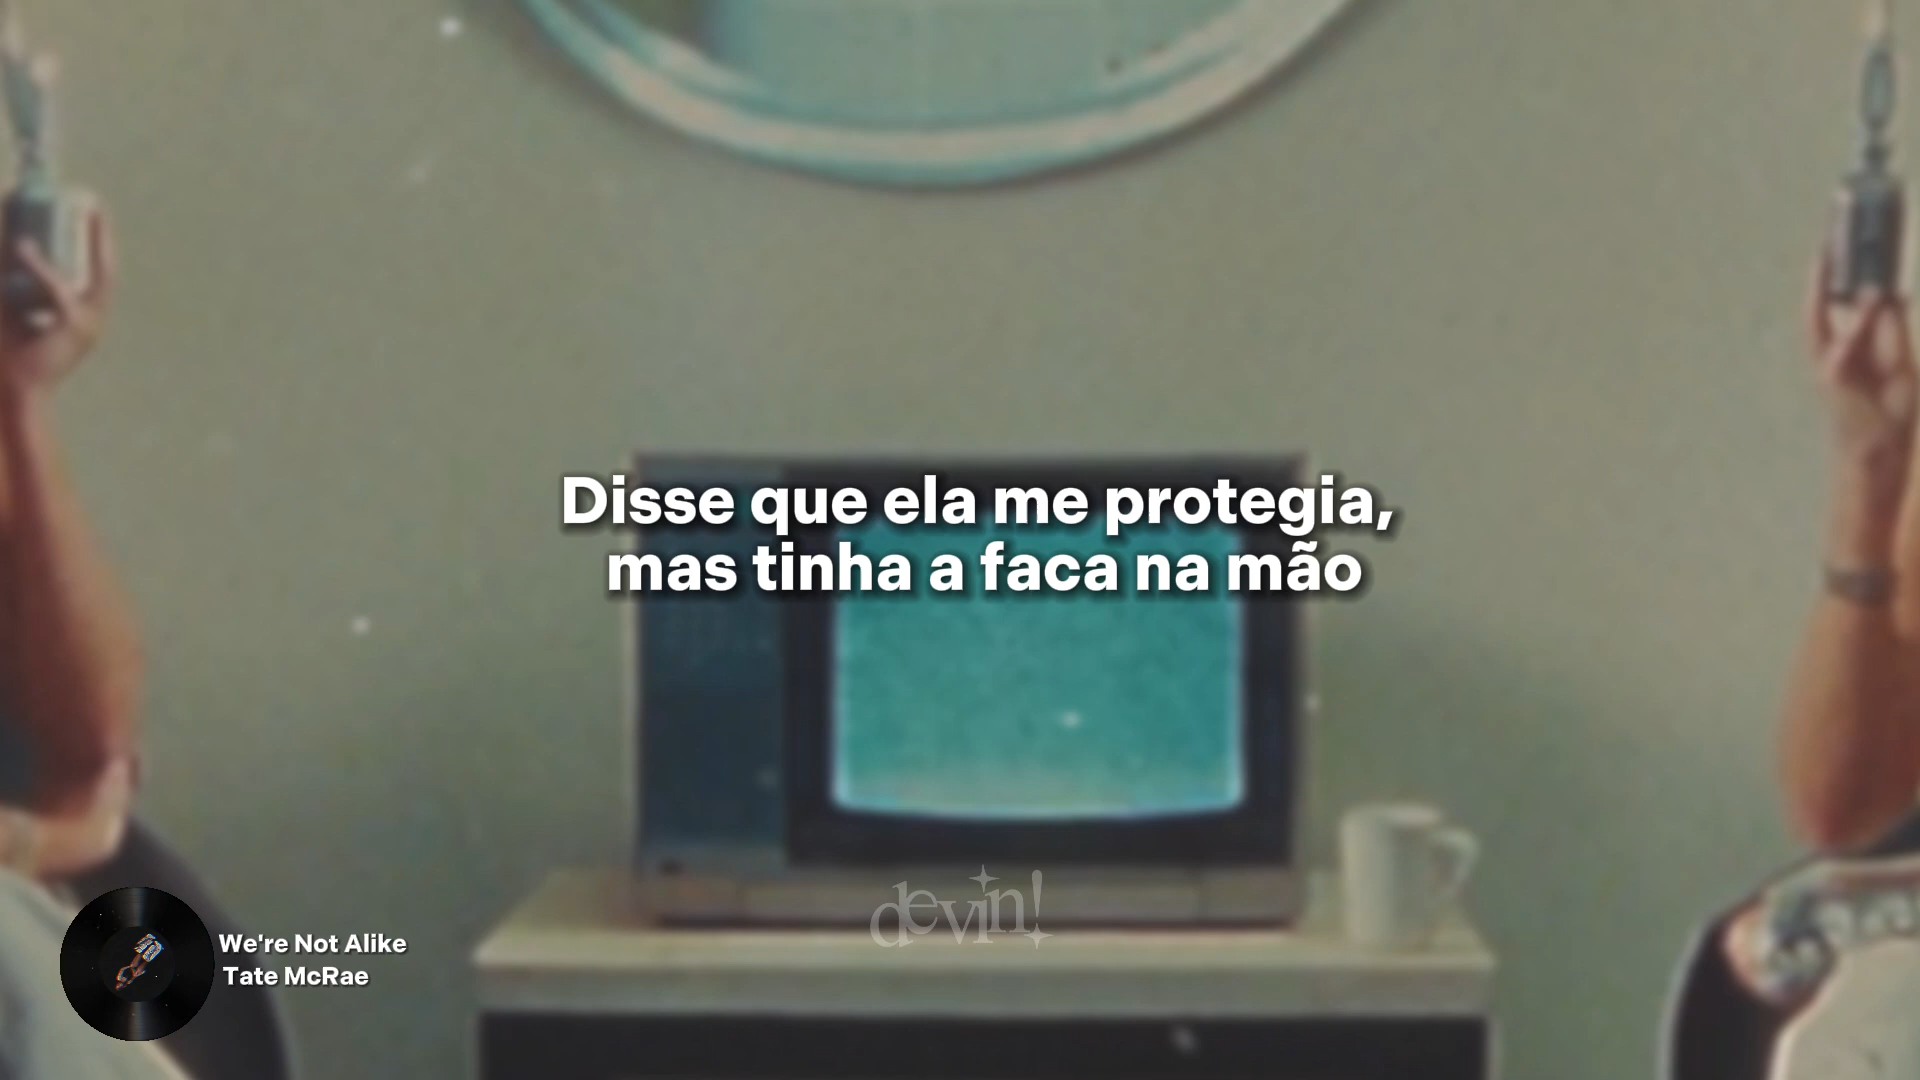 Disse que ela me protegia,
mas tinha a faca na mão
devin!
We're Not Alike
Tate McRae